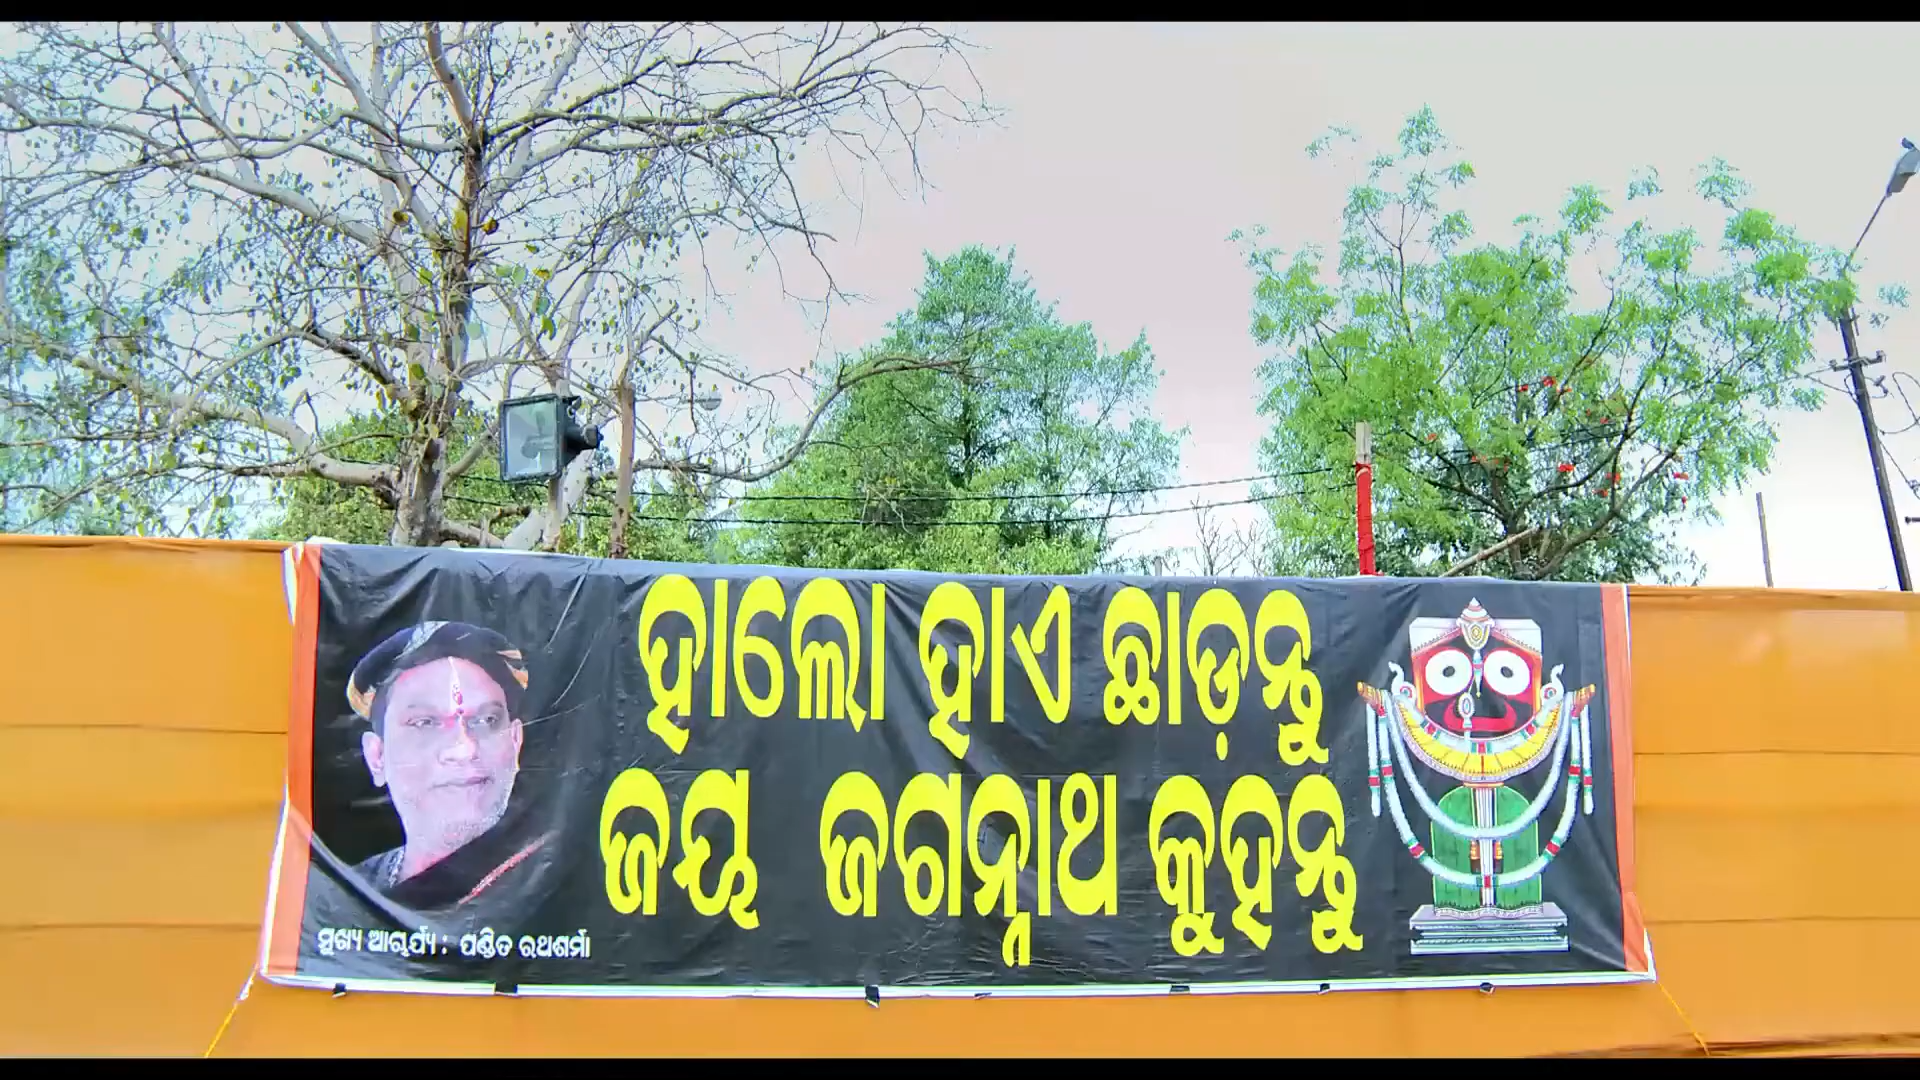 ହାଲୋ ହାଏ ଛାଡ଼ନ୍ତୁ
ଜୟ ଜଗନ୍ନାଥ କୁହନ୍ତୁ
ମୁଖ୍ୟ ଆଚାର୍ଯ୍ୟ : ପଣ୍ଡିତ ରଥଶର୍ମା